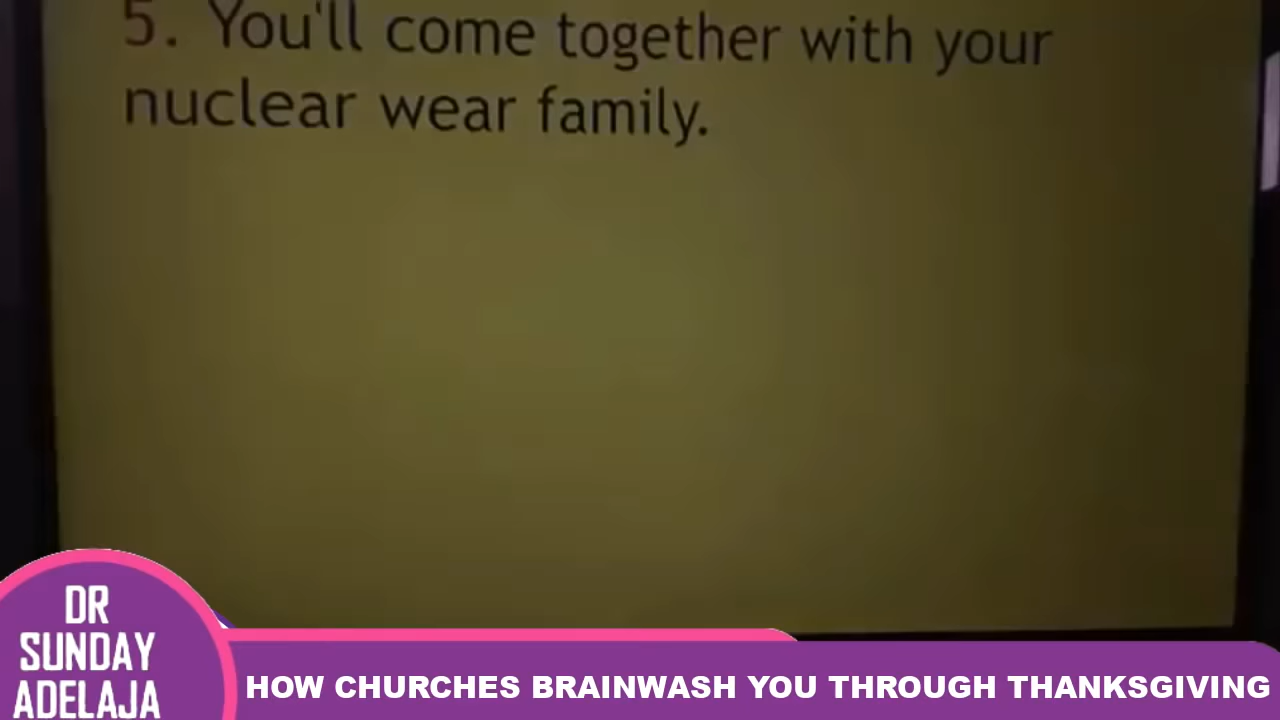 5. You'll come together with your
nuclear wear family.
DR
SUNDAY
ADELAJA
HOW CHURCHES BRAINWASH YOU THROUGH THANKSGIVING